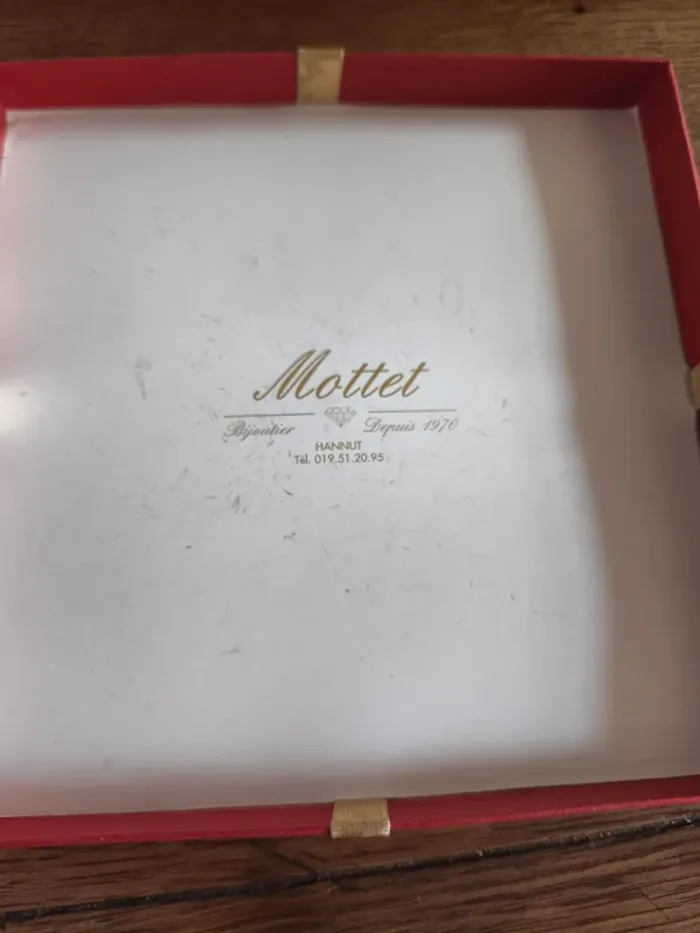 Mottet
Bijoutier Depuis 1970
HANNUT
Tél. 019.51.20.95